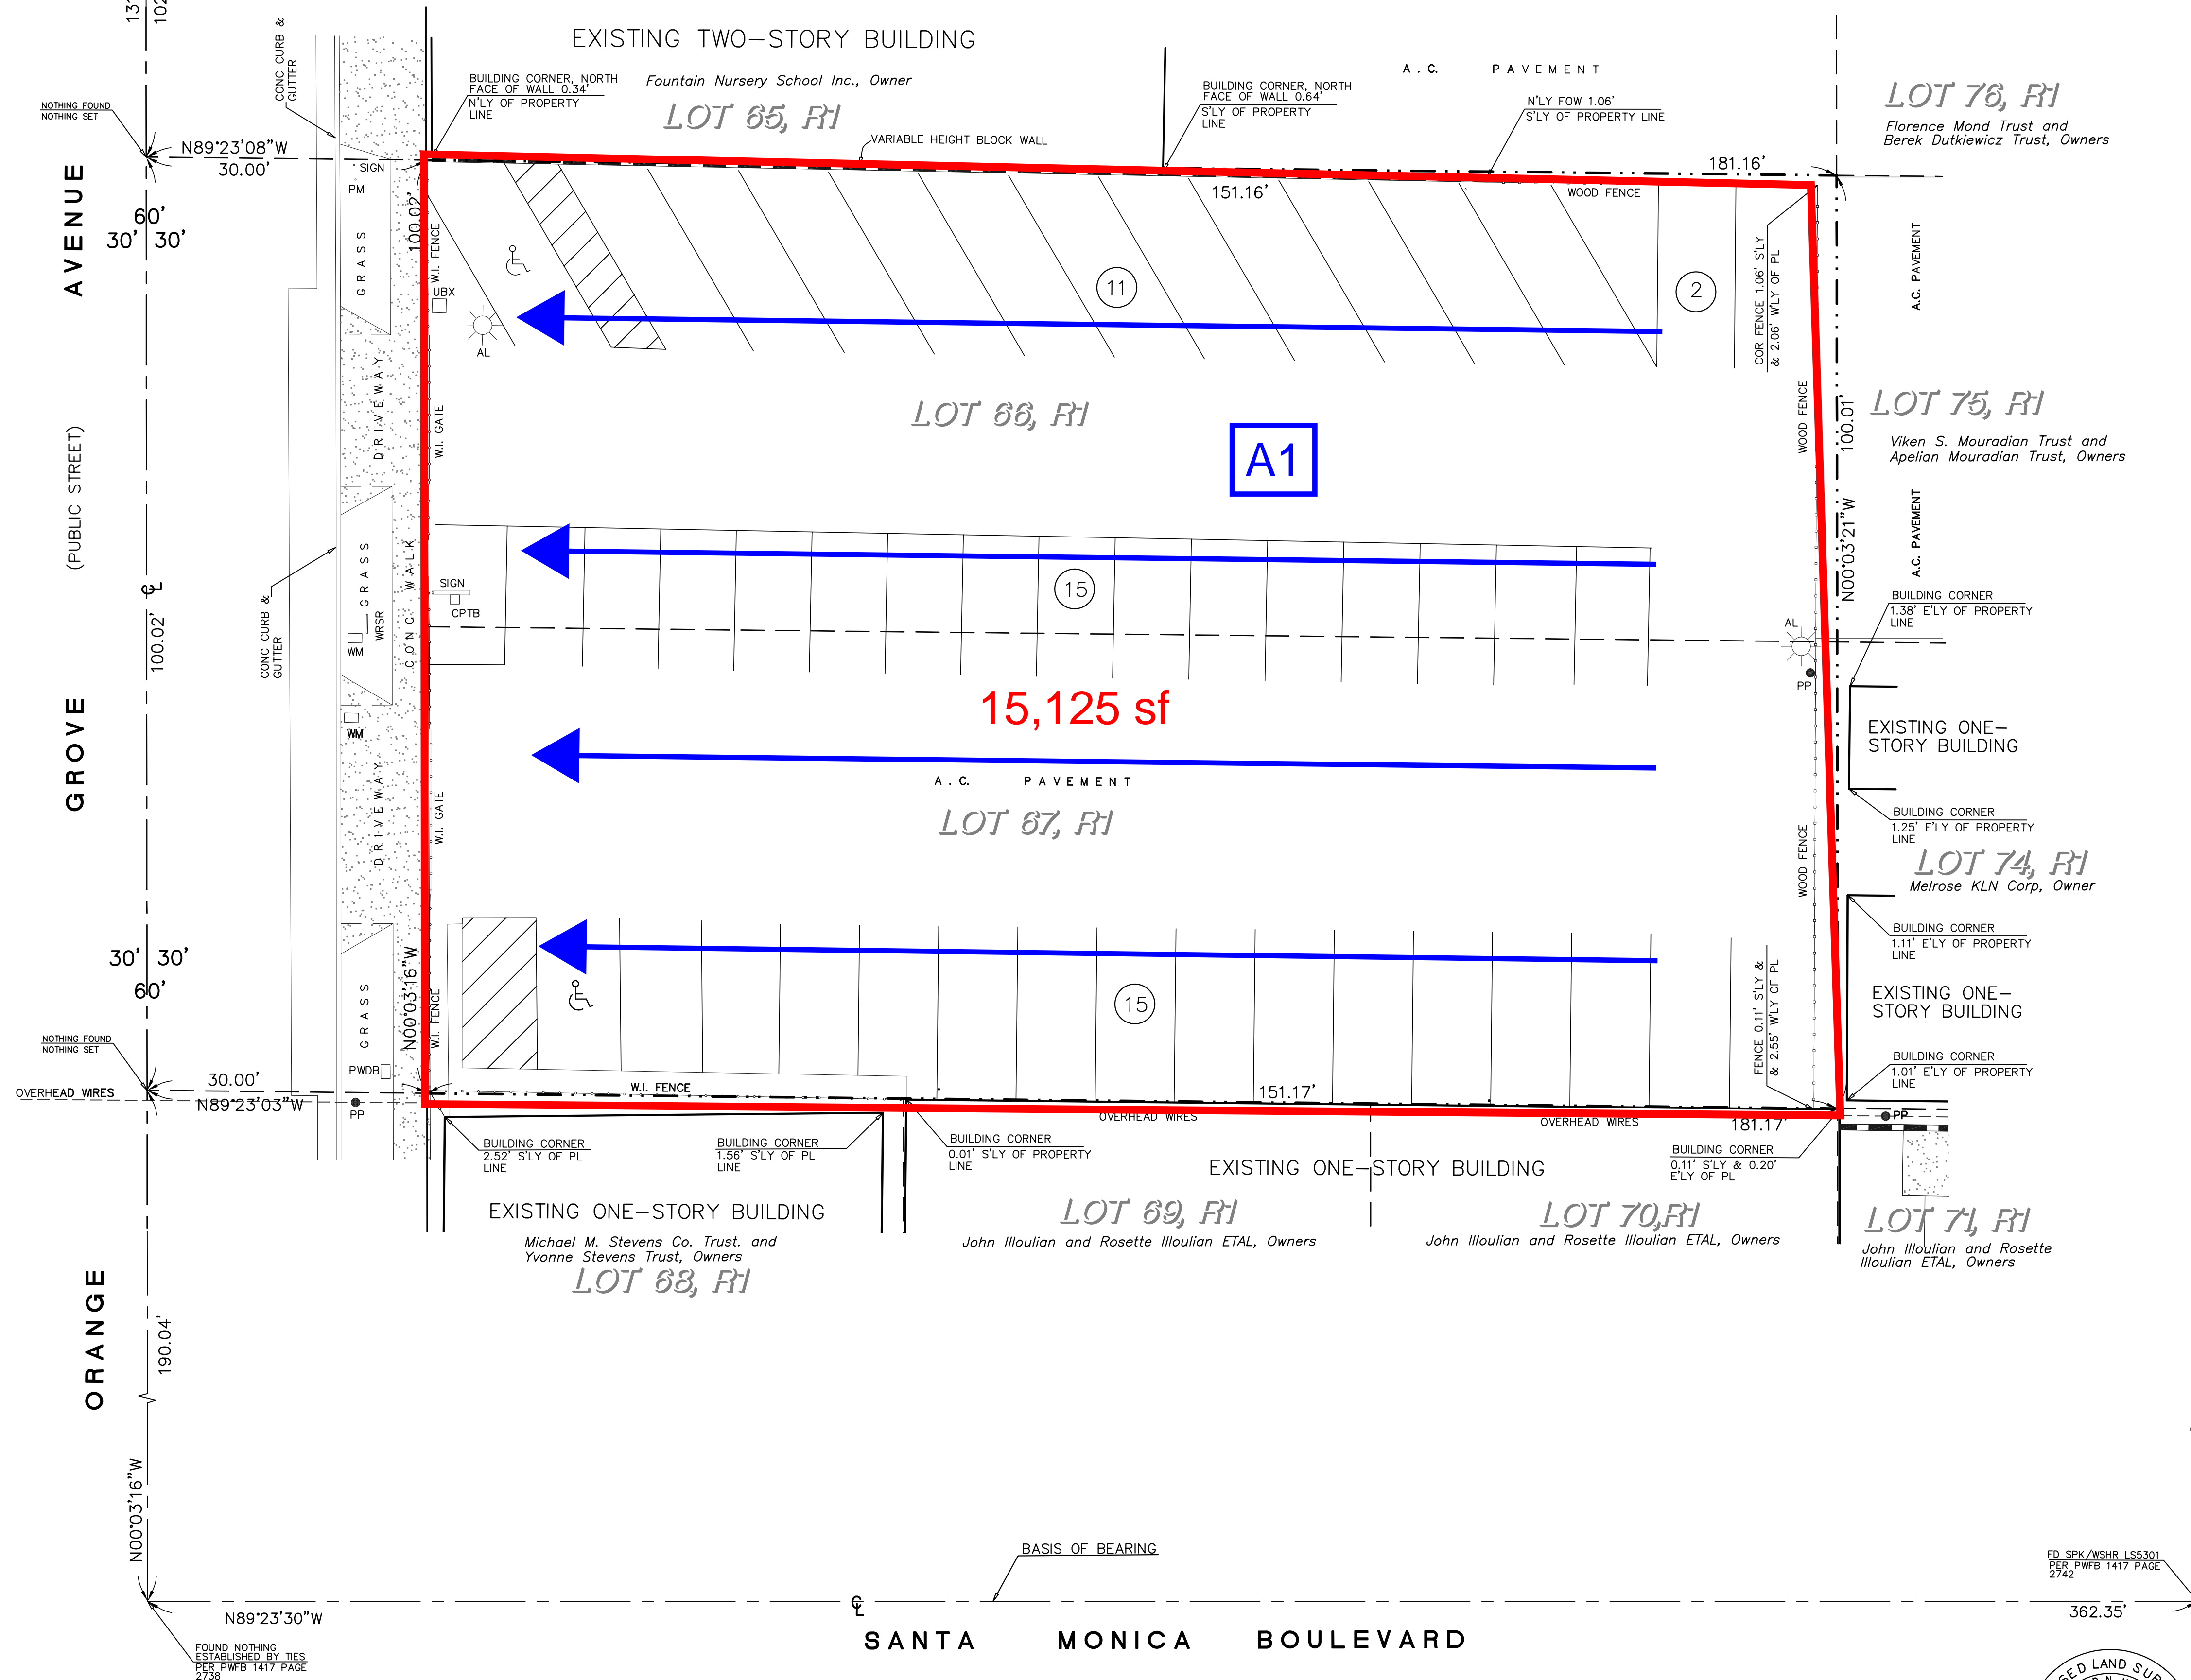 EXISTING TWO-STORY BUILDING
Fountain Nursery School Inc., Owner
LOT 65, R1
BUILDING CORNER, NORTH
FACE OF WALL 0.34'
N'LY OF PROPERTY
LINE
BUILDING CORNER, NORTH
FACE OF WALL 0.64'
S'LY OF PROPERTY
LINE
A.C. PAVEMENT
N'LY FOW 1.06'
S'LY OF PROPERTY LINE
VARIABLE HEIGHT BLOCK WALL
LOT 76, R1
Florence Mond Trust and
Berek Dutkiewicz Trust, Owners
CONC CURB &
GUTTER
NOTHING FOUND
NOTHING SET
N89°23'08"W
30.00'
SIGN
PM
181.16'
151.16'
WOOD FENCE
AVENUE
60'
30' 30'
GRASS
100.02'
W.I. FENCE
UBX
AL
11
2
COR FENCE 1.06' S'LY
& 2.06' W'LY OF PL
A.C. PAVEMENT
DRIVEWAY
W.I. GATE
LOT 66, R1
A1
WOOD FENCE
100.01'
LOT 75, R1
Viken S. Mouradian Trust and
Apelian Mouradian Trust, Owners
(PUBLIC STREET)
N00°03'21"W
A.C. PAVEMENT
GRASS
CONC WALK
SIGN
CPTB
15
100.02'
CONC CURB &
GUTTER
WM
WRSR
AL
PP
BUILDING CORNER
1.38' E'LY OF PROPERTY
LINE
15,125 sf
EXISTING ONE-
STORY BUILDING
GROVE
WM
DRIVEWAY
W.I. GATE
A.C. PAVEMENT
LOT 67, R1
WOOD FENCE
BUILDING CORNER
1.25' E'LY OF PROPERTY
LINE
LOT 74, R1
Melrose KLN Corp, Owner
BUILDING CORNER
1.11' E'LY OF PROPERTY
LINE
30' 30'
60'
GRASS
N00°03'16"W
W.I. FENCE
15
FENCE 0.11' S'LY &
& 2.55' W'LY OF PL
EXISTING ONE-
STORY BUILDING
NOTHING FOUND
NOTHING SET
PWDB
BUILDING CORNER
1.01' E'LY OF PROPERTY
LINE
OVERHEAD WIRES
30.00'
N89°23'03"W
PP
W.I. FENCE
151.17'
OVERHEAD WIRES
OVERHEAD WIRES
181.17'
PP
BUILDING CORNER
2.52' S'LY OF PL
LINE
BUILDING CORNER
1.56' S'LY OF PL
LINE
BUILDING CORNER
0.01' S'LY OF PROPERTY
LINE
EXISTING ONE-STORY BUILDING
BUILDING CORNER
0.11' S'LY & 0.20'
E'LY OF PL
EXISTING ONE-STORY BUILDING
Michael M. Stevens Co. Trust. and
Yvonne Stevens Trust, Owners
LOT 68, R1
LOT 69, R1
John Illoulian and Rosette Illoulian ETAL, Owners
LOT 70,R1
John Illoulian and Rosette Illoulian ETAL, Owners
LOT 71, R1
John Illoulian and Rosette
Illoulian ETAL, Owners
ORANGE
190.04'
N00°03'16"W
BASIS OF BEARING
FD SPK/WSHR LS5301
PER PWFB 1417 PAGE
2742
N89°23'30"W
362.35'
SANTA MONICA BOULEVARD
FOUND NOTHING
ESTABLISHED BY TIES
PER PWFB 1417 PAGE
2738
LAND